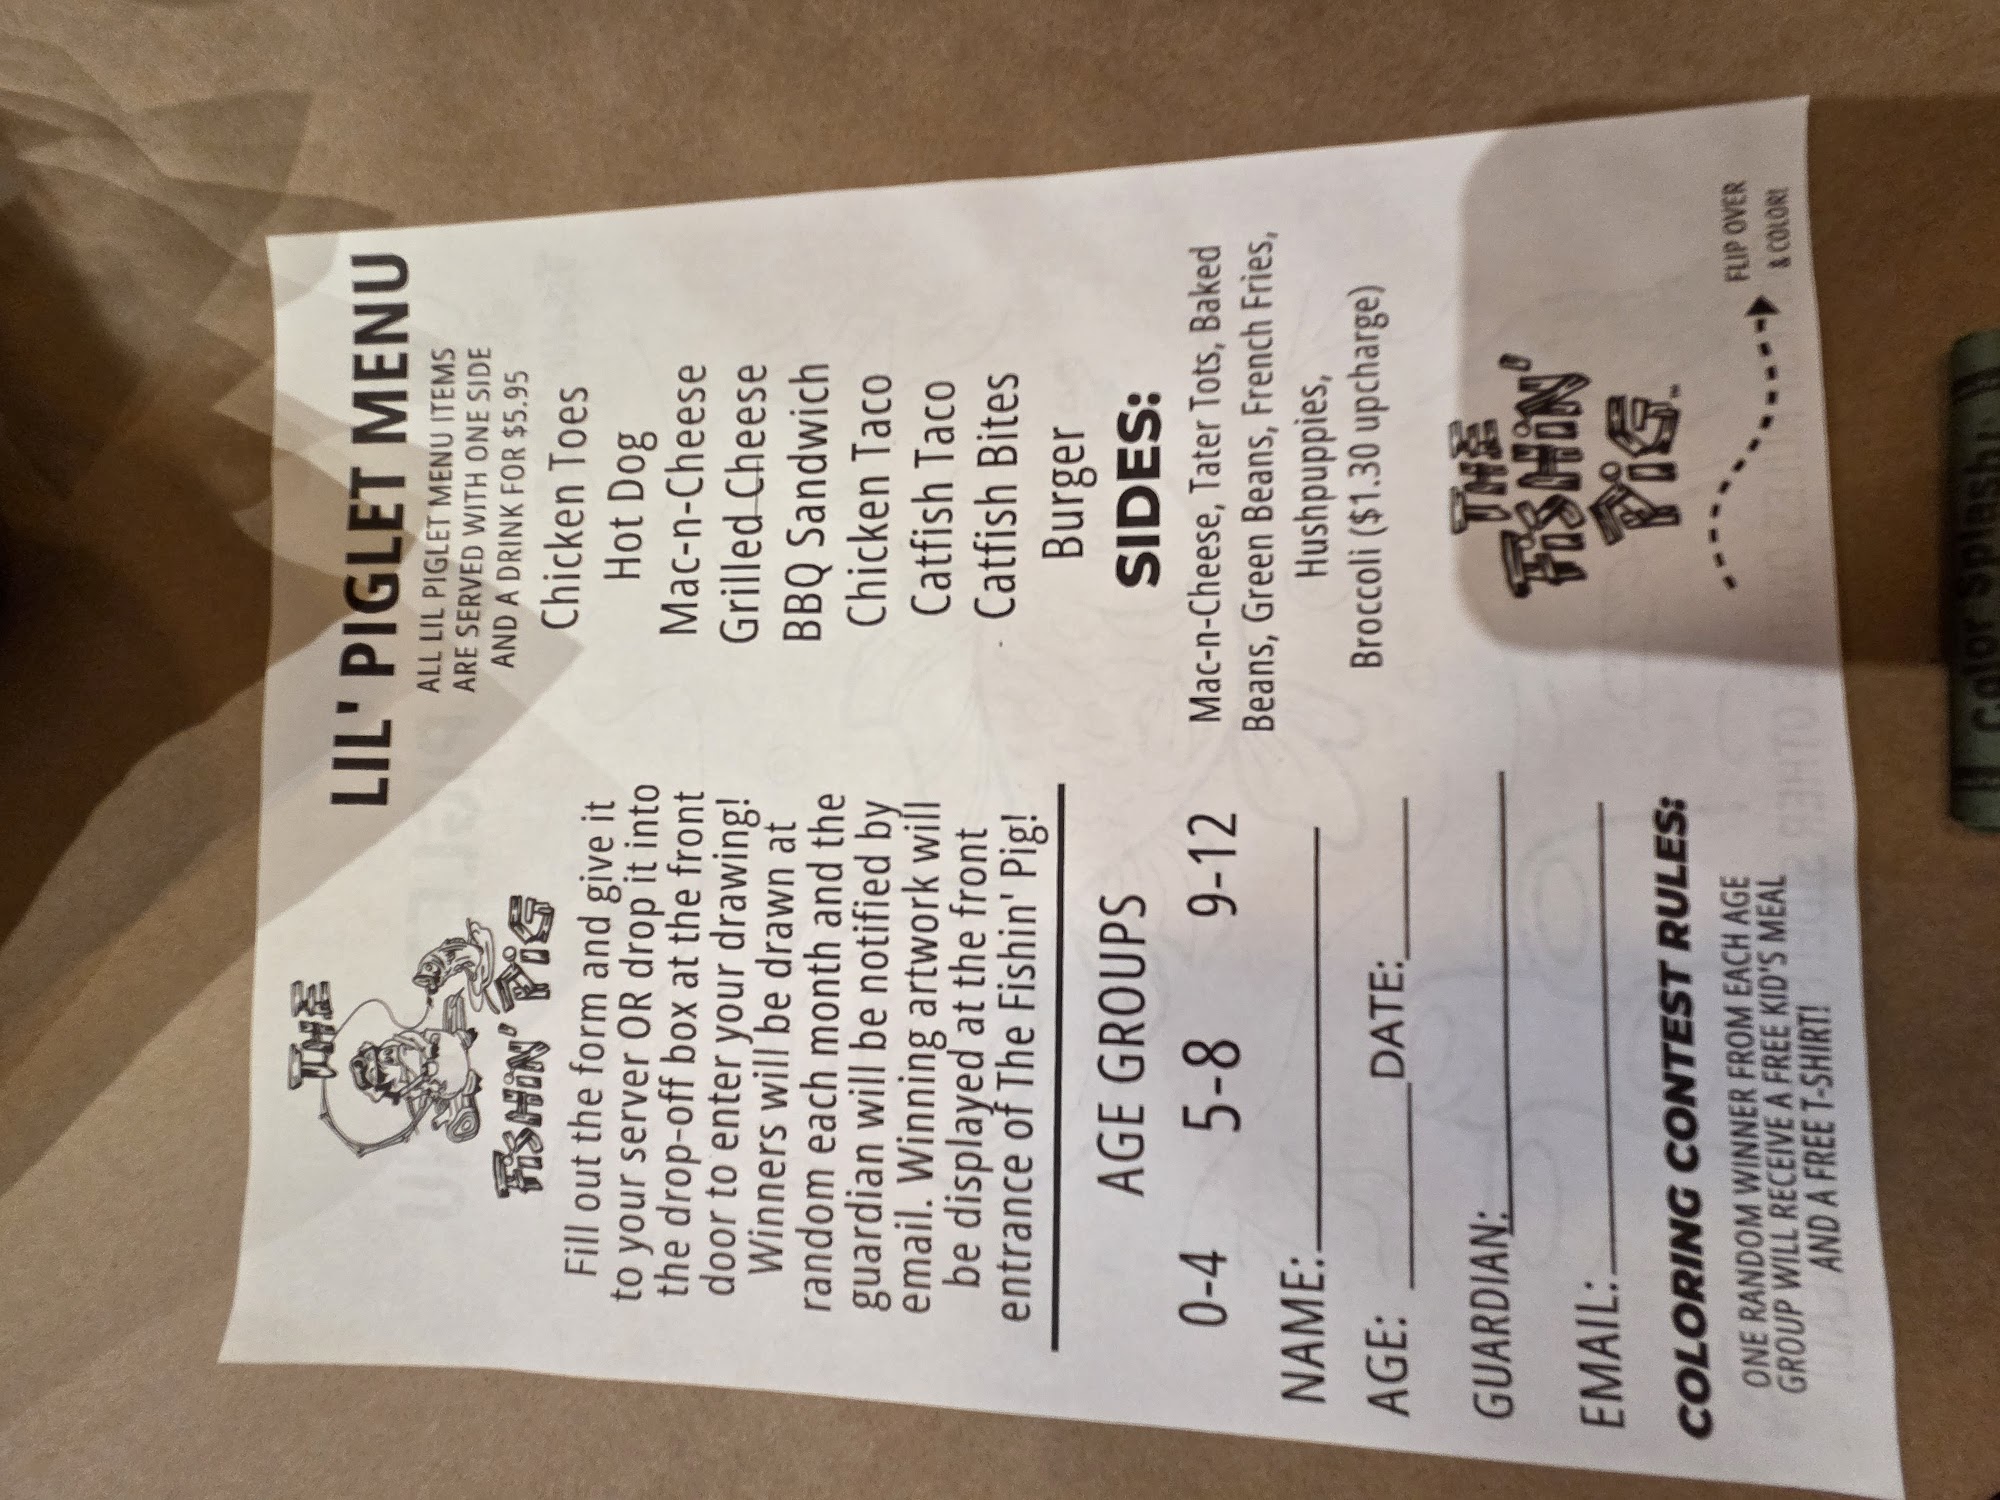 THE
FISHIN' PIG
Fill out the form and give it
to your server OR drop it into
the drop-off box at the front
door to enter your drawing!
Winners will be drawn at
random each month and the
guardian will be notified by
email. Winning artwork will
be displayed at the front
entrance of The Fishin' Pig!
AGE GROUPS
0-4 5-8 9-12
NAME:
AGE: DATE:
GUARDIAN:
EMAIL:
COLORING CONTEST RULES:
ONE RANDOM WINNER FROM EACH AGE
GROUP WILL RECEIVE A FREE KID'S MEAL
AND A FREE T-SHIRT!
LIL' PIGLET MENU
ALL LIL PIGLET MENU ITEMS
ARE SERVED WITH ONE SIDE
AND A DRINK FOR $5.95
Chicken Toes
Hot Dog
Mac-n-Cheese
Grilled Cheese
BBQ Sandwich
Chicken Taco
Catfish Taco
Catfish Bites
Burger
SIDES:
Mac-n-Cheese, Tater Tots, Baked
Beans, Green Beans, French Fries,
Hushpuppies,
Broccoli ($1.30 upcharge)
THE
FISHIN'
PIG™
FLIP OVER
& COLOR!
Color Splash!